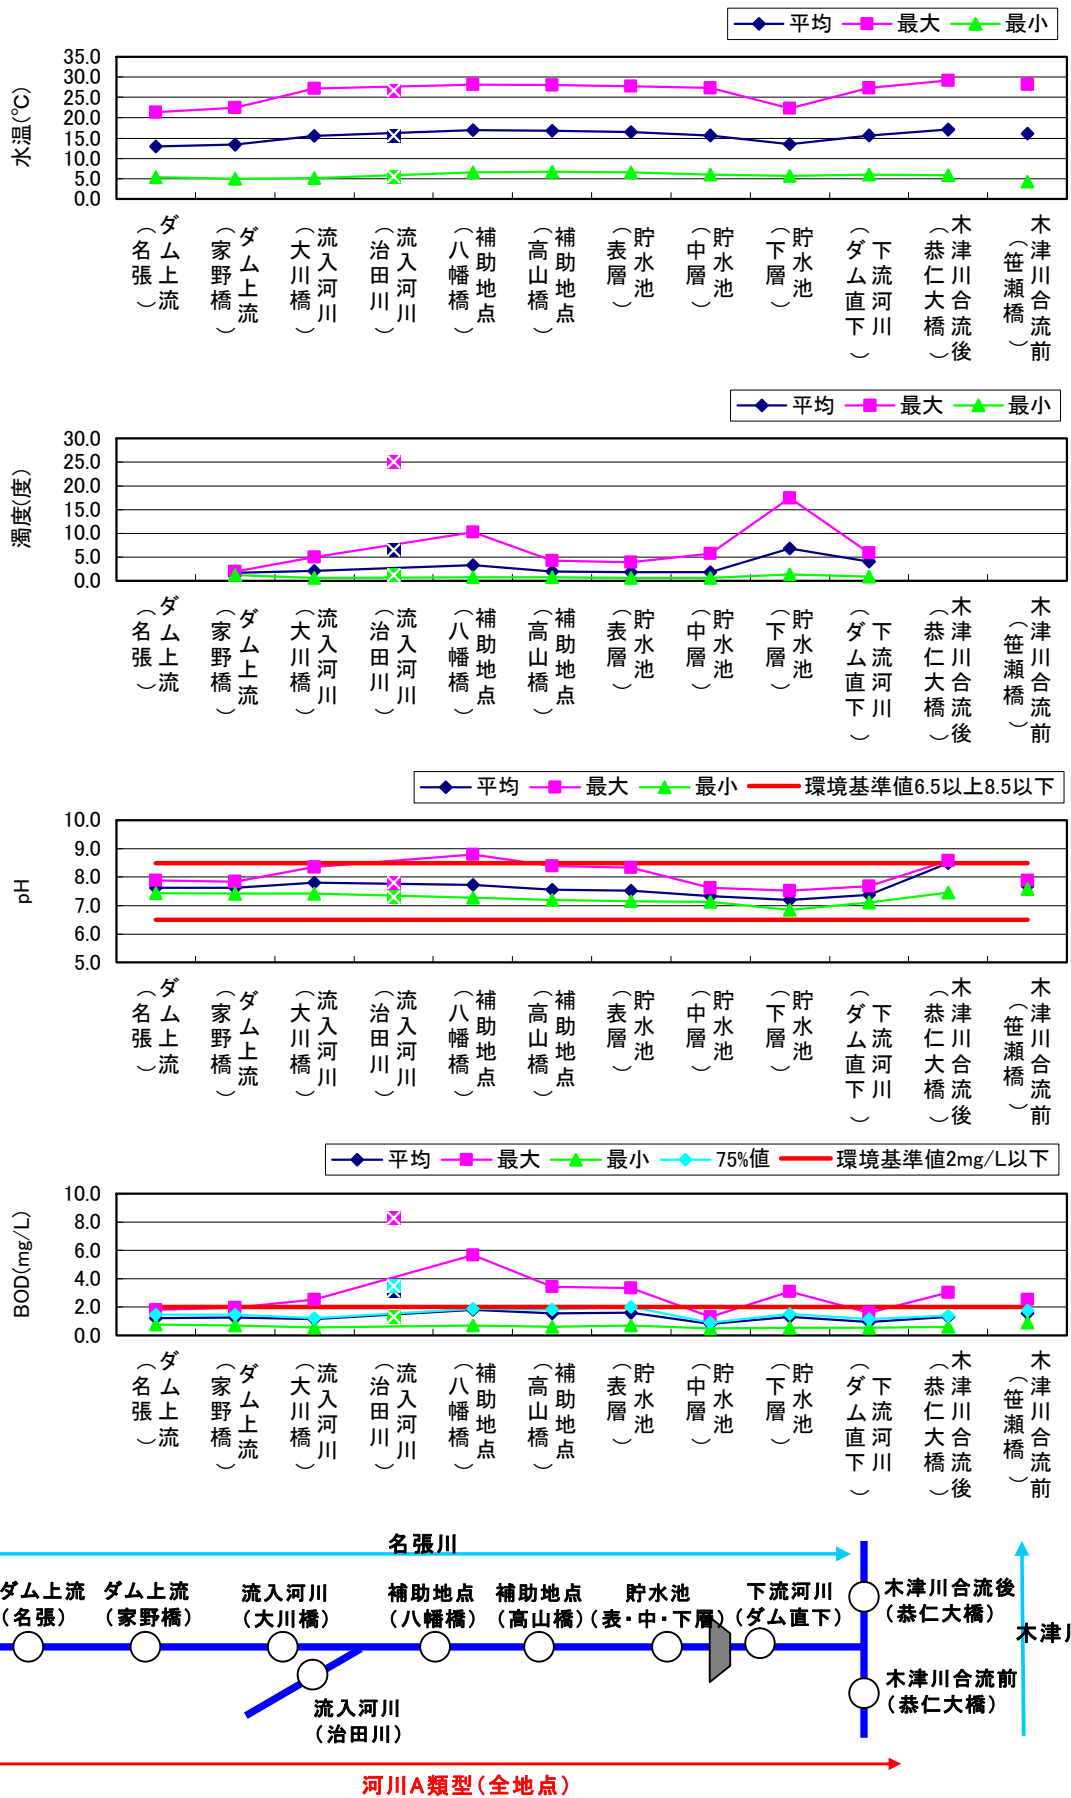 平均 最大 最小
水温(℃)
35.0
30.0
25.0
20.0
15.0
10.0
5.0
0.0
ダム上流
(名張)
ダム上流
(家野橋)
流入河川
(大川橋)
流入河川
(治田川)
補助地点
(八幡橋)
補助地点
(高山橋)
貯水池
(表層)
貯水池
(中層)
貯水池
(下層)
下流河川
(ダム直下)
木津川合流後
(恭仁大橋)
木津川合流前
(笹瀬橋)
平均 最大 最小
濁度(度)
30.0
25.0
20.0
15.0
10.0
5.0
0.0
ダム上流
(名張)
ダム上流
(家野橋)
流入河川
(大川橋)
流入河川
(治田川)
補助地点
(八幡橋)
補助地点
(高山橋)
貯水池
(表層)
貯水池
(中層)
貯水池
(下層)
下流河川
(ダム直下)
木津川合流後
(恭仁大橋)
木津川合流前
(笹瀬橋)
平均 最大 最小 環境基準値6.5以上8.5以下
pH
10.0
9.0
8.0
7.0
6.0
5.0
ダム上流
(名張)
ダム上流
(家野橋)
流入河川
(大川橋)
流入河川
(治田川)
補助地点
(八幡橋)
補助地点
(高山橋)
貯水池
(表層)
貯水池
(中層)
貯水池
(下層)
下流河川
(ダム直下)
木津川合流後
(恭仁大橋)
木津川合流前
(笹瀬橋)
平均 最大 最小 75%値 環境基準値2mg/L以下
BOD(mg/L)
10.0
8.0
6.0
4.0
2.0
0.0
ダム上流
(名張)
ダム上流
(家野橋)
流入河川
(大川橋)
流入河川
(治田川)
補助地点
(八幡橋)
補助地点
(高山橋)
貯水池
(表層)
貯水池
(中層)
貯水池
(下層)
下流河川
(ダム直下)
木津川合流後
(恭仁大橋)
木津川合流前
(笹瀬橋)
名張川
ダム上流
(名張)
ダム上流
(家野橋)
流入河川
(大川橋)
補助地点
(八幡橋)
補助地点
(高山橋)
貯水池
(表・中・下層)
下流河川
(ダム直下)
木津川合流後
(恭仁大橋)
木津川
木津川合流前
(恭仁大橋)
流入河川
(治田川)
河川A類型(全地点)